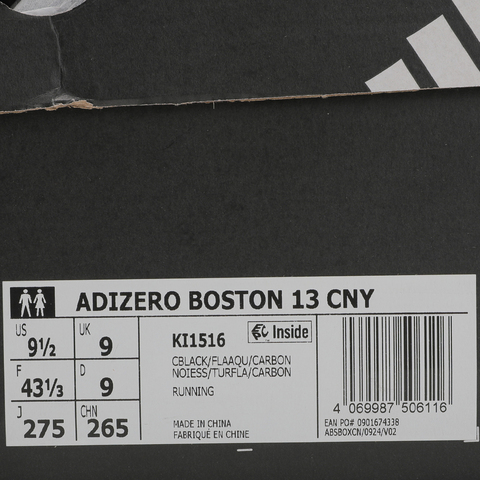 ADIZERO BOSTON 13 CNY
US 9½ UK 9
F 43⅓ D 9
J 275 CHN 265
KI1516 Inside
CBLACK/FLAAQU/CARBON
NOIESS/TURFLA/CARBON
RUNNING
MADE IN CHINA
FABRIQUÉ EN CHINE
4 069987 506116
EAN PO# 0901674338
ABSBOXCN/0924/V02